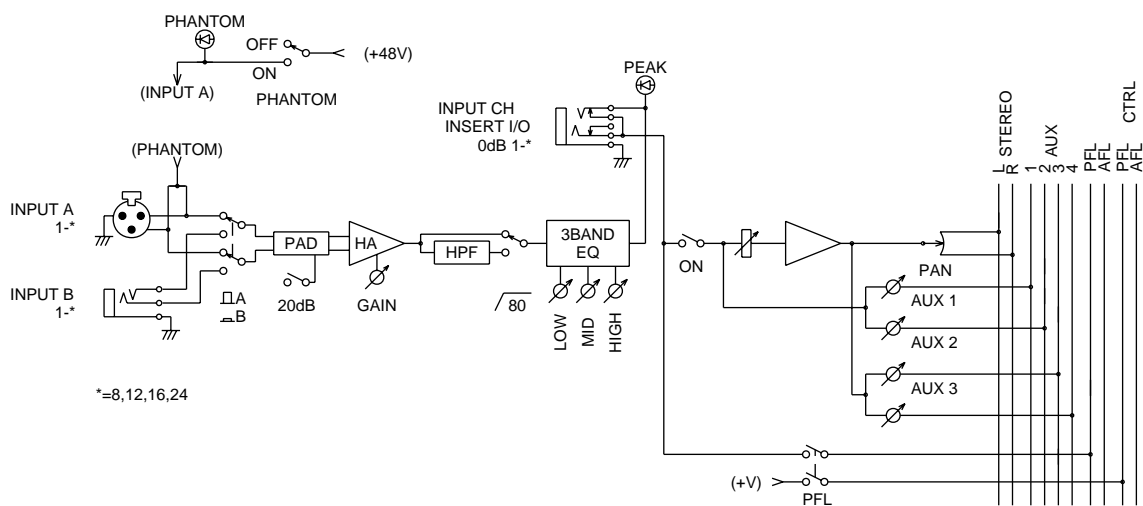 PHANTOM
OFF
(+48V)
ON
(INPUT A)
PHANTOM
PEAK
INPUT CH
INSERT I/O
0dB 1-*
(PHANTOM)
INPUT A
1-*
INPUT B
1-*
A
B
PAD
20dB
HA
GAIN
HPF
80
3BAND
EQ
LOW
MID
HIGH
ON
PAN
AUX 1
AUX 2
AUX 3
L
R
STEREO
1
2
3
4
AUX
PFL
AFL
PFL
AFL
CTRL
(+V)
PFL
*=8,12,16,24